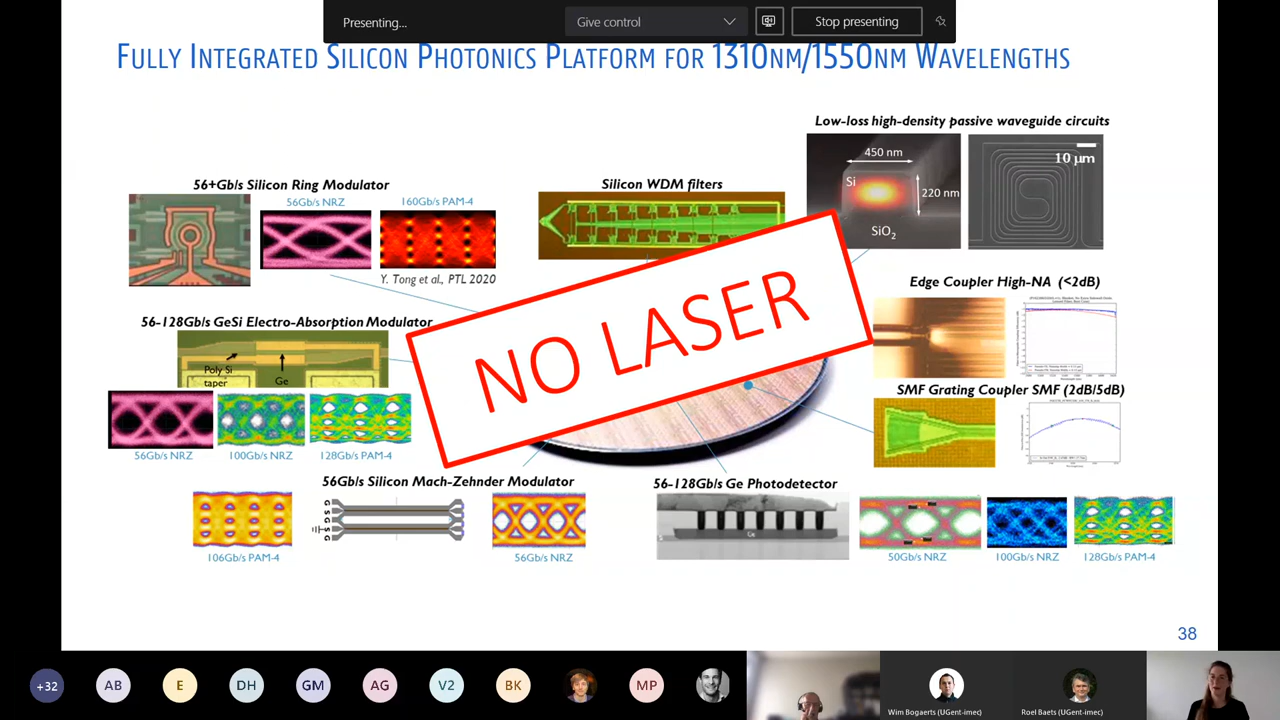 Presenting...
Give control
Stop presenting
FULLY INTEGRATED SILICON PHOTONICS PLATFORM FOR 1310NM/1550NM WAVELENGTHS
Low-loss high-density passive waveguide circuits
450 nm
Si
220 nm
SiO2
10 µm
56+Gb/s Silicon Ring Modulator
56Gb/s NRZ
160Gb/s PAM-4
Y. Tong et al., PTL 2020
Silicon WDM filters
Edge Coupler High-NA (<2dB)
56-128Gb/s GeSi Electro-Absorption Modulator
Poly Si
taper
Ge
56Gb/s NRZ
100Gb/s NRZ
128Gb/s PAM-4
NO LASER
SMF Grating Coupler SMF (2dB/5dB)
56Gb/s Silicon Mach-Zehnder Modulator
G
S
G
S
G
106Gb/s PAM-4
56Gb/s NRZ
56-128Gb/s Ge Photodetector
Ge
50Gb/s NRZ
100Gb/s NRZ
128Gb/s PAM-4
38
+32
AB
E
DH
GM
AG
V2
BK
MP
Wim Bogaerts (UGent-imec)
Roel Baets (UGent-imec)